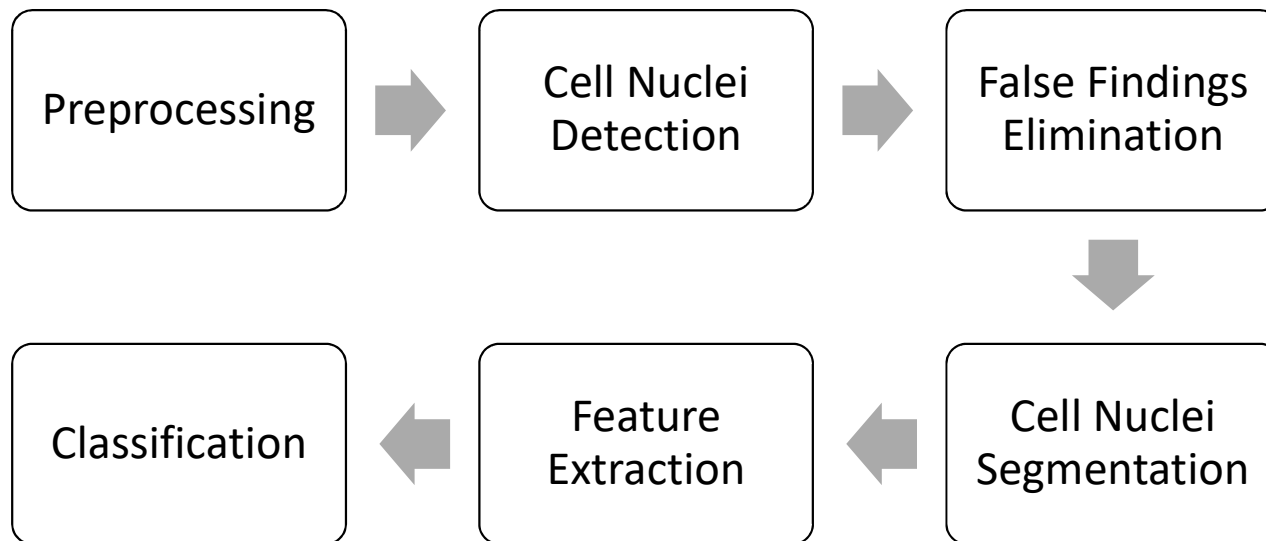 Preprocessing
Cell Nuclei
Detection
False Findings
Elimination
Cell Nuclei
Segmentation
Feature
Extraction
Classification